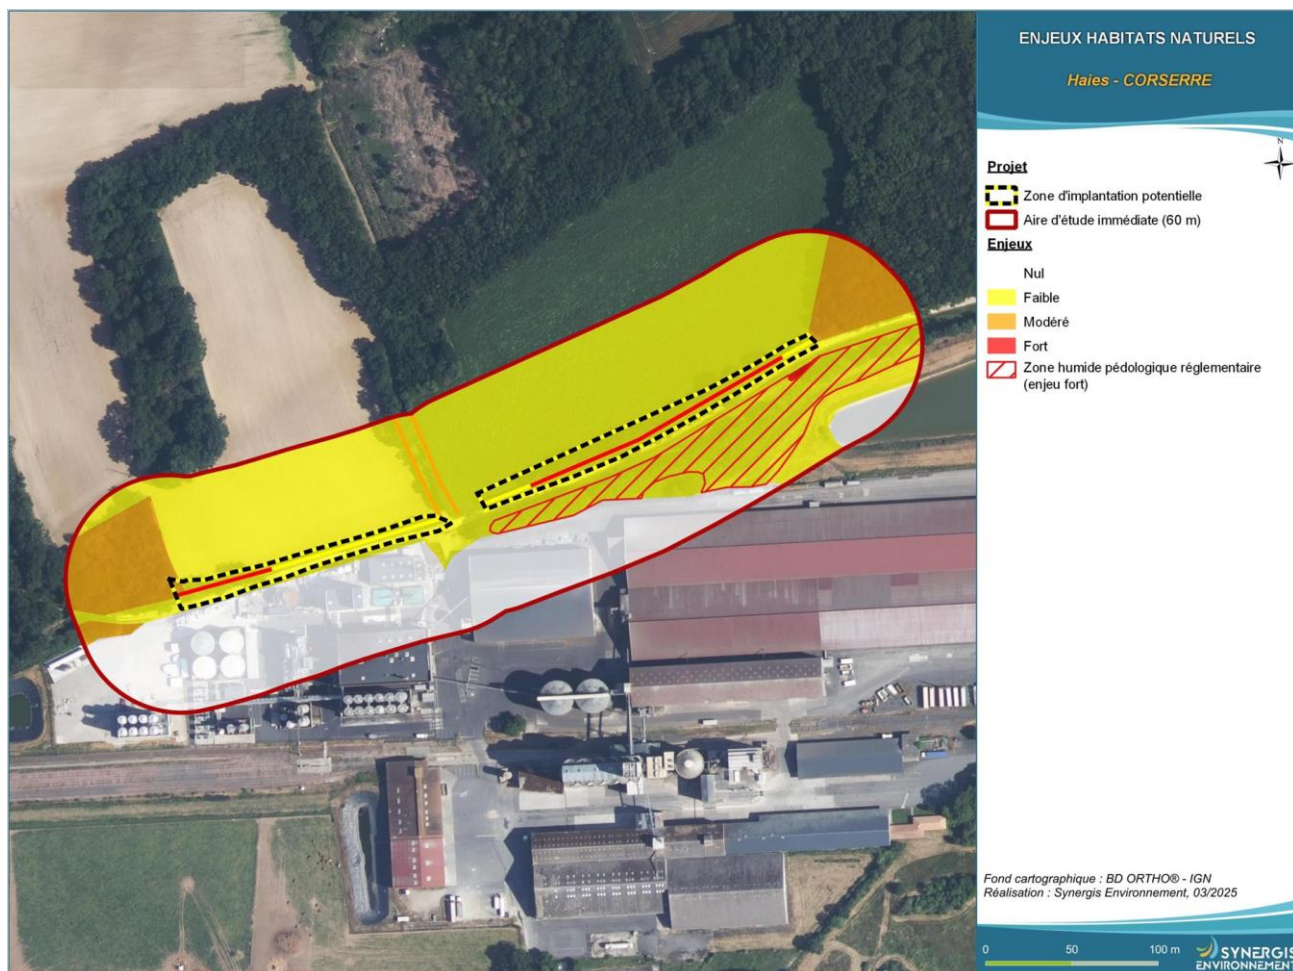 ENJEUX HABITATS NATURELS
Haies - CORSERRE
N
Projet
Zone d'implantation potentielle
Aire d'étude immédiate (60 m)
Enjeux
Nul
Faible
Modéré
Fort
Zone humide pédologique réglementaire
(enjeu fort)
Fond cartographique : BD ORTHO® - IGN
Réalisation : Synergis Environnement, 03/2025
0 50 100 m
SYNERGIS
ENVIRONNEMENT